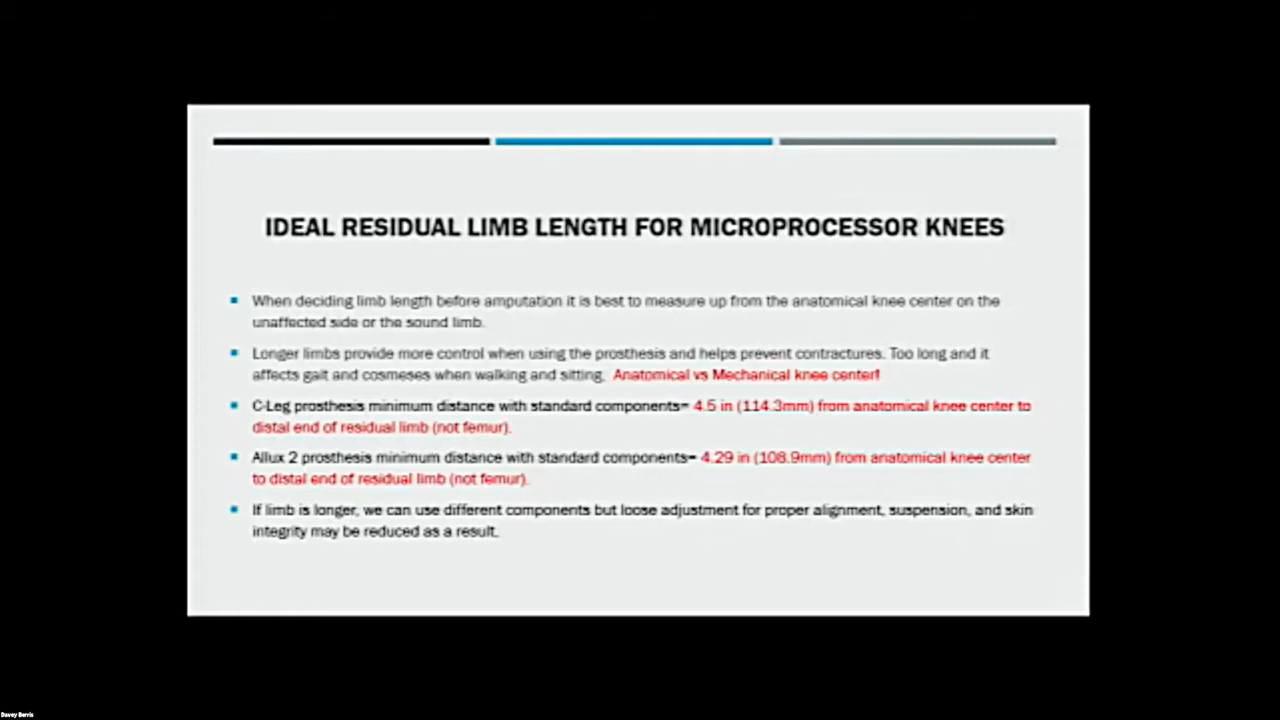 IDEAL RESIDUAL LIMB LENGTH FOR MICROPROCESSOR KNEES
When deciding limb length before amputation it is best to measure up from the anatomical knee center on the
unaffected side or the sound limb.
Longer limbs provide more control when using the prosthesis and helps prevent contractures. Too long and it
affects gait and cosmeses when walking and sitting. Anatomical vs Mechanical knee center!
C-Leg prosthesis minimum distance with standard components= 4.5 in (114.3mm) from anatomical knee center to
distal end of residual limb (not femur).
Allux 2 prosthesis minimum distance with standard components= 4.29 in (108.9mm) from anatomical knee center
to distal end of residual limb (not femur).
If limb is longer, we can use different components but loose adjustment for proper alignment, suspension, and skin
integrity may be reduced as a result.
Davey Berris